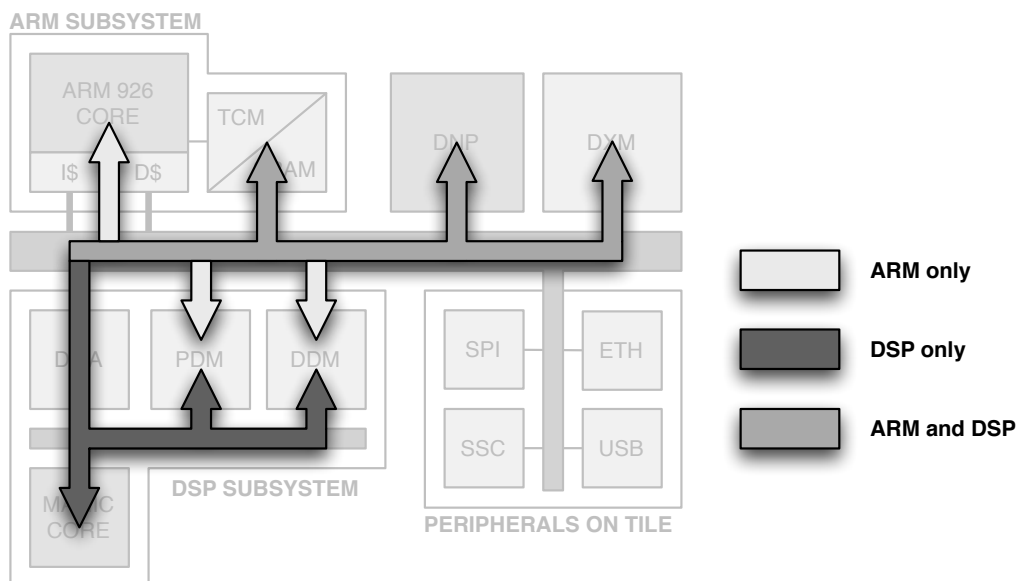 ARM SUBSYSTEM
ARM 926
CORE
I$
D$
TCM
DNP
DXM
PDM
DDM
CORE
DSP SUBSYSTEM
SPI
ETH
SSC
USB
PERIPHERALS ON TILE
ARM only
DSP only
ARM and DSP